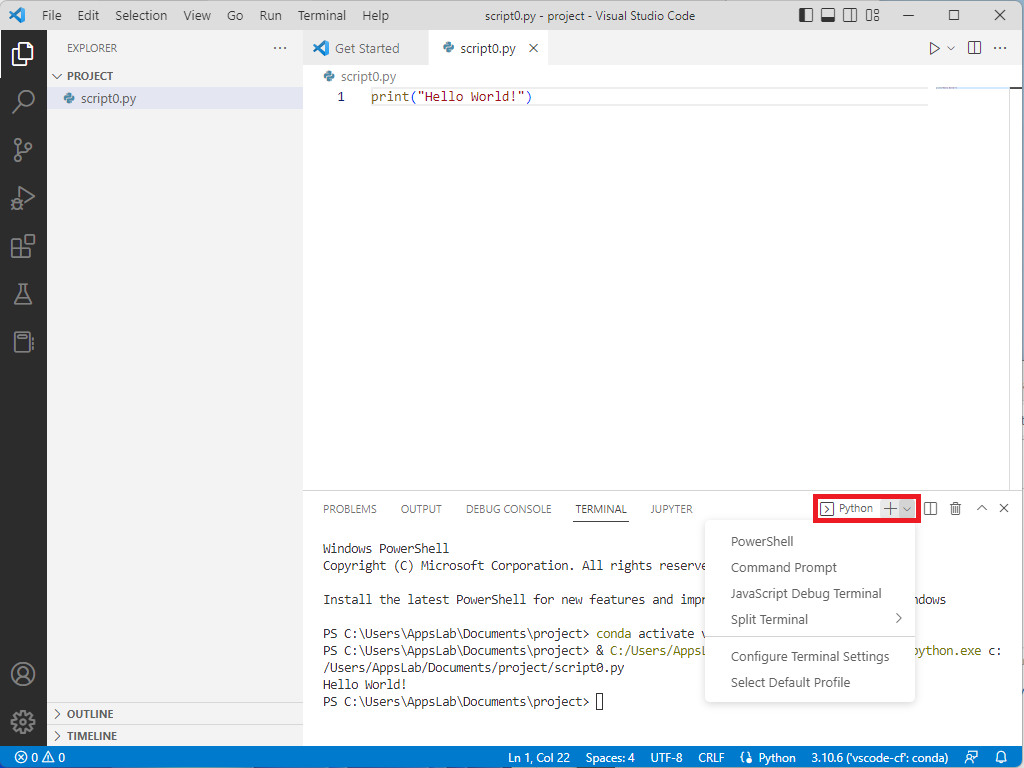 File Edit Selection View Go Run Terminal Help script0.py - project - Visual Studio Code
EXPLORER
PROJECT
script0.py
Get Started script0.py
script0.py
1 print("Hello World!")
PROBLEMS OUTPUT DEBUG CONSOLE TERMINAL JUPYTER Python
PowerShell
Command Prompt
JavaScript Debug Terminal
Split Terminal
Configure Terminal Settings
Select Default Profile
Windows PowerShell
Copyright (C) Microsoft Corporation. All rights reserve
Install the latest PowerShell for new features and impr ndows
PS C:\Users\AppsLab\Documents\project> conda activate v
PS C:\Users\AppsLab\Documents\project> & C:/Users/AppsL python.exe c:
/Users/AppsLab/Documents/project/script0.py
Hello World!
PS C:\Users\AppsLab\Documents\project>
OUTLINE
TIMELINE
0 0 Ln 1, Col 22 Spaces: 4 UTF-8 CRLF Python 3.10.6 ('vscode-cf': conda)